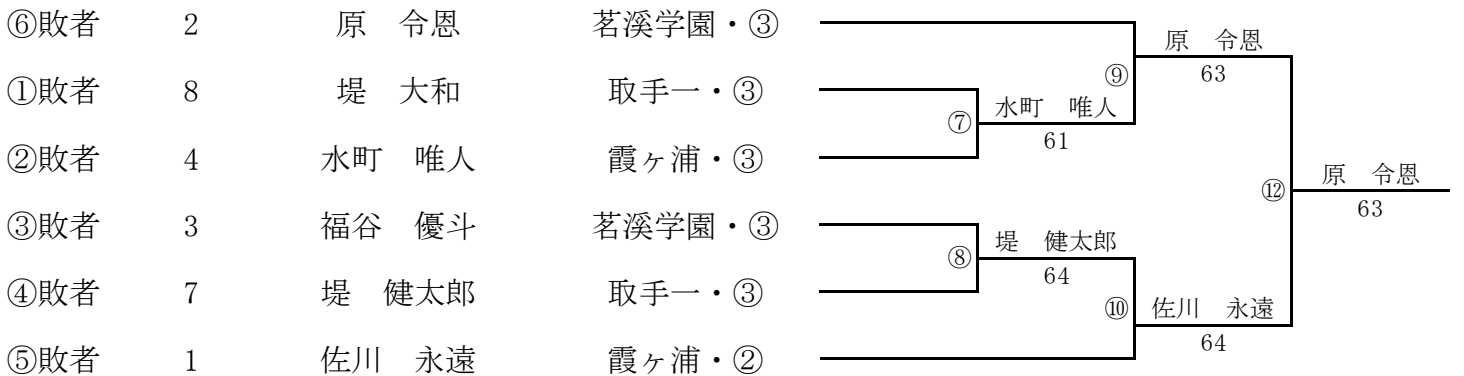 ⑥敗者 2 原 令恩 茗溪学園・③
①敗者 8 堤 大和 取手一・③
②敗者 4 水町 唯人 霞ヶ浦・③
③敗者 3 福谷 優斗 茗溪学園・③
④敗者 7 堤 健太郎 取手一・③
⑤敗者 1 佐川 永遠 霞ヶ浦・②
⑦
水町 唯人
61
⑧
堤 健太郎
64
⑨
原 令恩
63
⑩
佐川 永遠
64
⑫
原 令恩
63